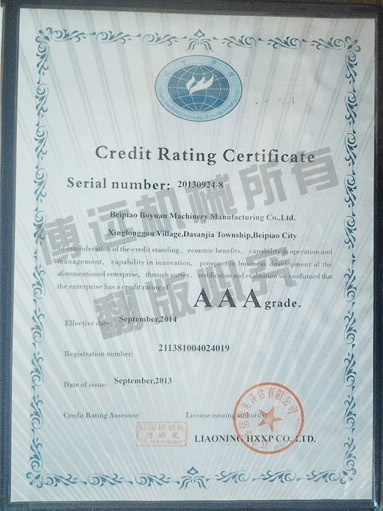 Credit Rating Certificate
Serial number: 20130924-8
Beipiao Boyuan Machinery Manufacturing Co.,Ltd.
Xinglonggou Village,Dasanjia Township,Beipiao City
In consideration of the credit standing, economic benefits, capability in operation and
management, capability in innovation, prospect in business development of the
aforementioned enterprises, through survey, verification and evaluation we confirmed that
the enterprise has a credit rating of
AAA grade.
博运机械所有
翻版必究
Effective date: September,2014
Registration number: 211381004024019
Date of issue: September,2013
Credit Rating Assessor:
License issuing authority:
LIAONING HXXP CO.,LTD.